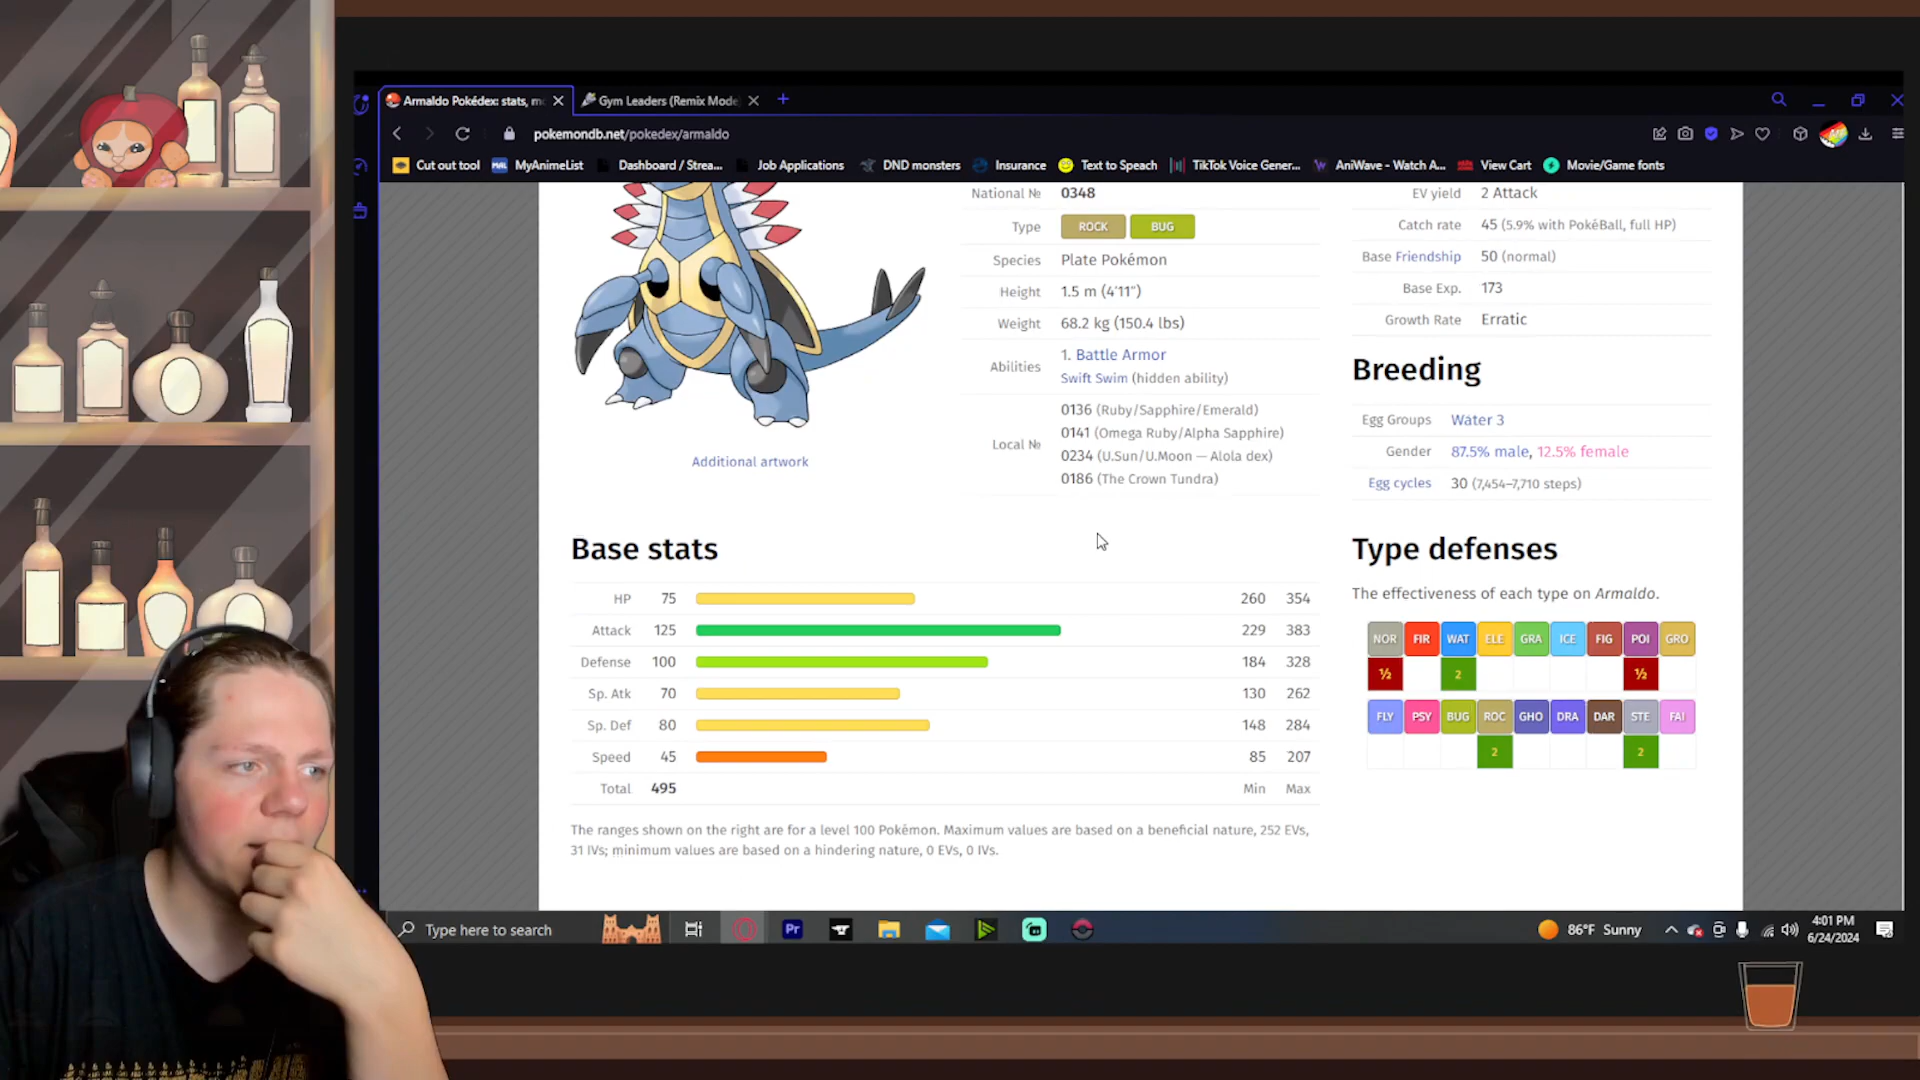 Armaldo Pokédex: stats, m
Gym Leaders (Remix Mode
pokemondb.net/pokedex/armaldo
Cut out tool
MyAnimeList
Dashboard / Strea...
Job Applications
DND monsters
Insurance
Text to Speach
TikTok Voice Gener...
AniWave - Watch A...
View Cart
Movie/Game fonts
National № 0348
Type ROCK BUG
Species Plate Pokémon
Height 1.5 m (4′11″)
Weight 68.2 kg (150.4 lbs)
Abilities 1. Battle Armor
Swift Swim (hidden ability)
Local № 0136 (Ruby/Sapphire/Emerald)
0141 (Omega Ruby/Alpha Sapphire)
0234 (U.Sun/U.Moon — Alola dex)
0186 (The Crown Tundra)
Additional artwork
EV yield 2 Attack
Catch rate 45 (5.9% with PokéBall, full HP)
Base Friendship 50 (normal)
Base Exp. 173
Growth Rate Erratic
Breeding
Egg Groups Water 3
Gender 87.5% male, 12.5% female
Egg cycles 30 (7,454–7,710 steps)
Base stats
HP 75 260 354
Attack 125 229 383
Defense 100 184 328
Sp. Atk 70 130 262
Sp. Def 80 148 284
Speed 45 85 207
Total 495 Min Max
The ranges shown on the right are for a level 100 Pokémon. Maximum values are based on a beneficial nature, 252 EVs,
31 IVs; minimum values are based on a hindering nature, 0 EVs, 0 IVs.
Type defenses
The effectiveness of each type on Armaldo.
NOR FIR WAT ELE GRA ICE FIG POI GRO
½ 2 ½
FLY PSY BUG ROC GHO DRA DAR STE FAI
2 2
Type here to search
Pr
86°F Sunny
4:01 PM
6/24/2024